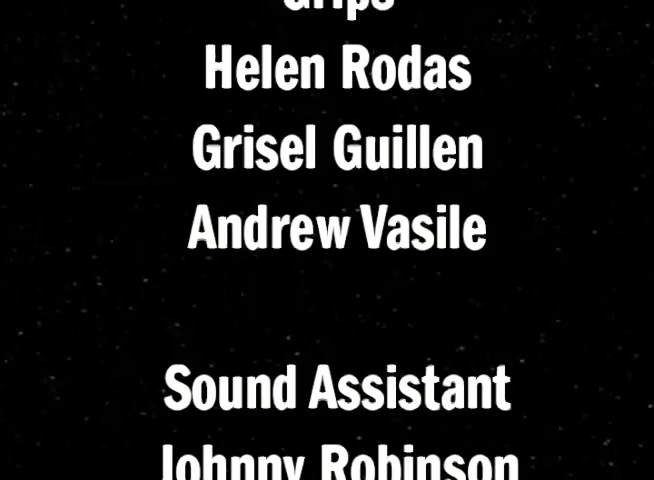 Grips
Helen Rodas
Grisel Guillen
Andrew Vasile
Sound Assistant
Johnny Robinson